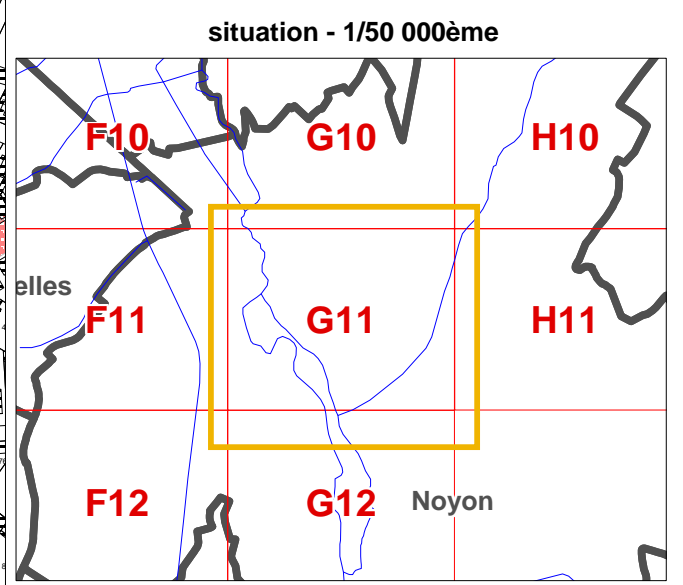 situation - 1/50 000ème
F10 G10 H10
elles
F11 G11 H11
F12 G12 Noyon